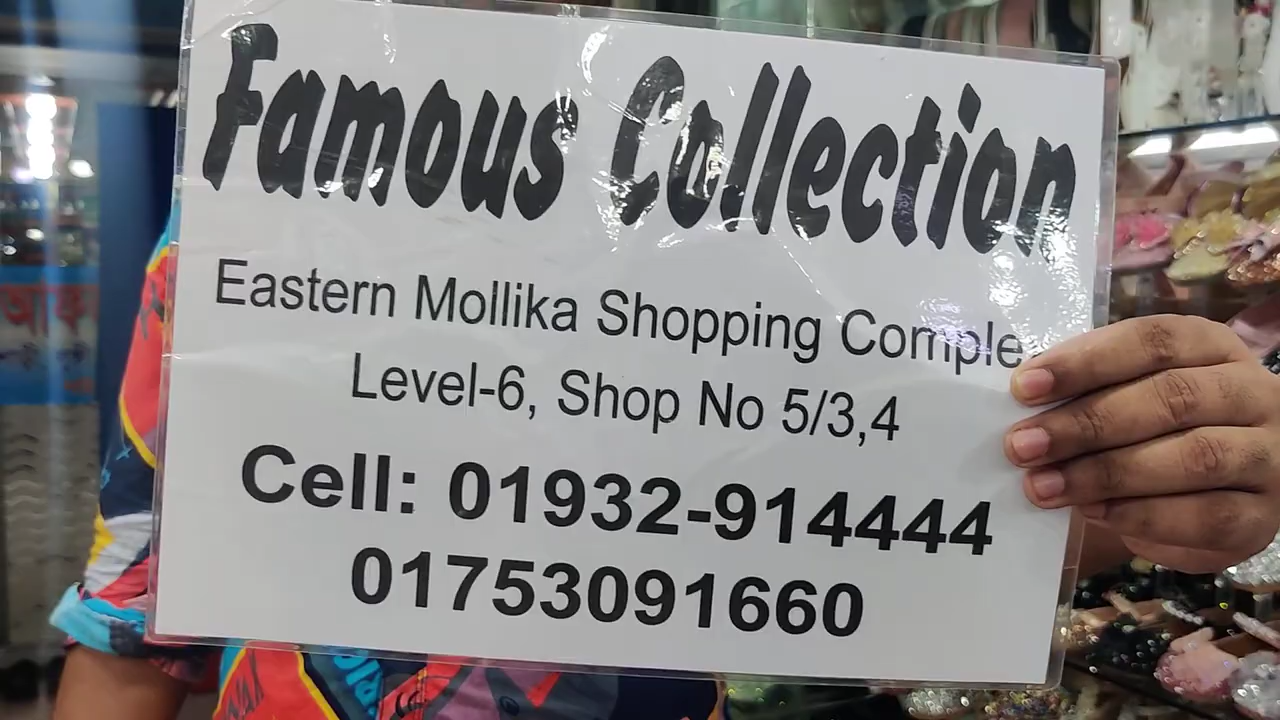 Famous Collection
Eastern Mollika Shopping Comple
Level-6, Shop No 5/3,4
Cell: 01932-914444
01753091660